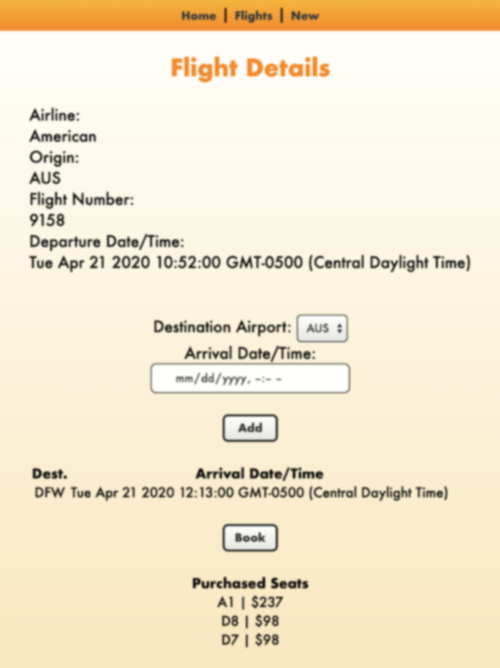 Home | Flights | New
Flight Details
Airline:
American
Origin:
AUS
Flight Number:
9158
Departure Date/Time:
Tue Apr 21 2020 10:52:00 GMT-0500 (Central Daylight Time)
Destination Airport: AUS
Arrival Date/Time:
mm/dd/yyyy, --:-- --
Add
Dest. Arrival Date/Time
DFW Tue Apr 21 2020 12:13:00 GMT-0500 (Central Daylight Time)
Book
Purchased Seats
A1 | $237
D8 | $98
D7 | $98